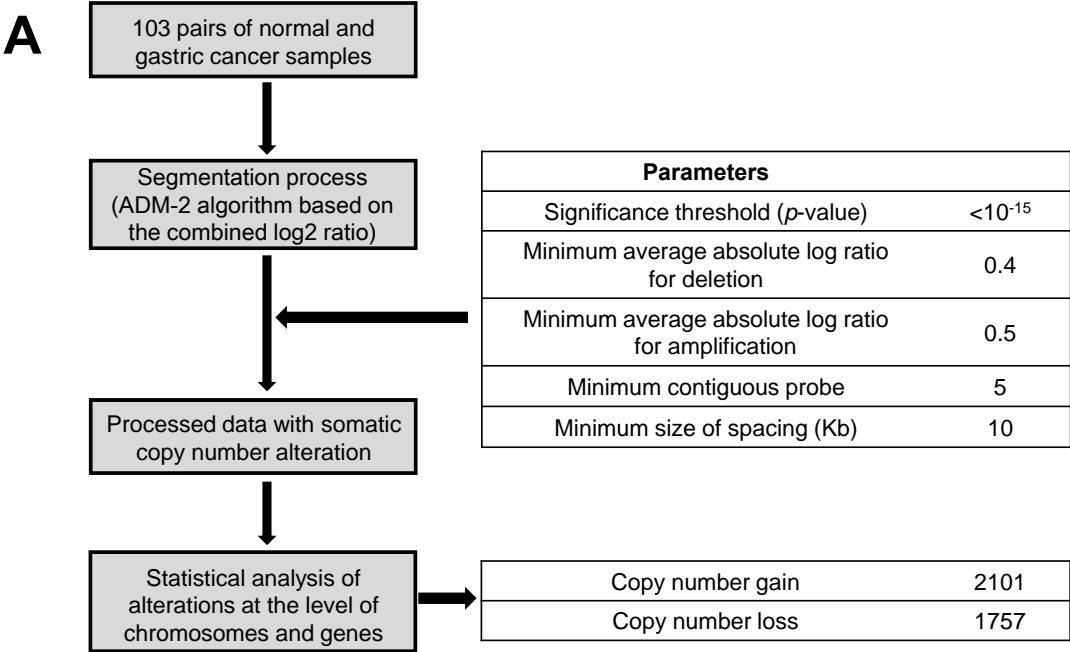 A
103 pairs of normal and
gastric cancer samples
Segmentation process
(ADM-2 algorithm based on
the combined log2 ratio)
Parameters
Significance threshold (p-value) <10-15
Minimum average absolute log ratio
for deletion
0.4
Minimum average absolute log ratio
for amplification
0.5
Minimum contiguous probe 5
Minimum size of spacing (Kb) 10
Processed data with somatic
copy number alteration
Statistical analysis of
alterations at the level of
chromosomes and genes
Copy number gain 2101
Copy number loss 1757